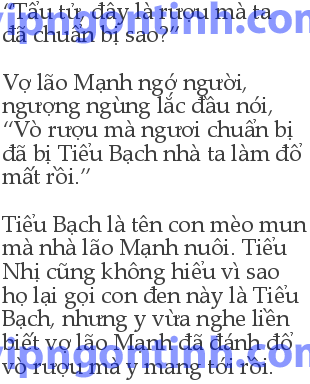 “Tẩu tử, đây là rượu mà ta
đã chuẩn bị sao?”
Vợ lão Mạnh ngớ người,
ngượng ngùng lắc đầu nói,
“Vò rượu mà ngươi chuẩn bị
đã bị Tiểu Bạch nhà ta làm đổ
mất rồi.”
Tiểu Bạch là tên con mèo mun
mà nhà lão Mạnh nuôi. Tiểu
Nhị cũng không hiểu vì sao
họ lại gọi con đen này là Tiểu
Bạch, nhưng y vừa nghe liền
biết vợ lão Mạnh đã đánh đổ
vò rượu mà y mang tới rồi.
vipngontinh.com
vipngontinh.com